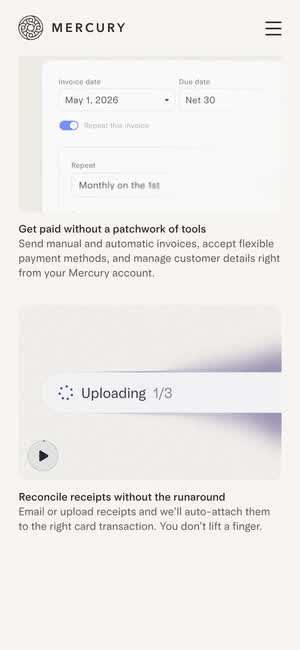 MERCURY
Invoice date
Due date
May 1, 2026
Net 30
Repeat this invoice
Repeat
Monthly on the 1st
Get paid without a patchwork of tools
Send manual and automatic invoices, accept flexible
payment methods, and manage customer details right
from your Mercury account.
Uploading 1/3
Reconcile receipts without the runaround
Email or upload receipts and we'll auto-attach them
to the right card transaction. You don't lift a finger.